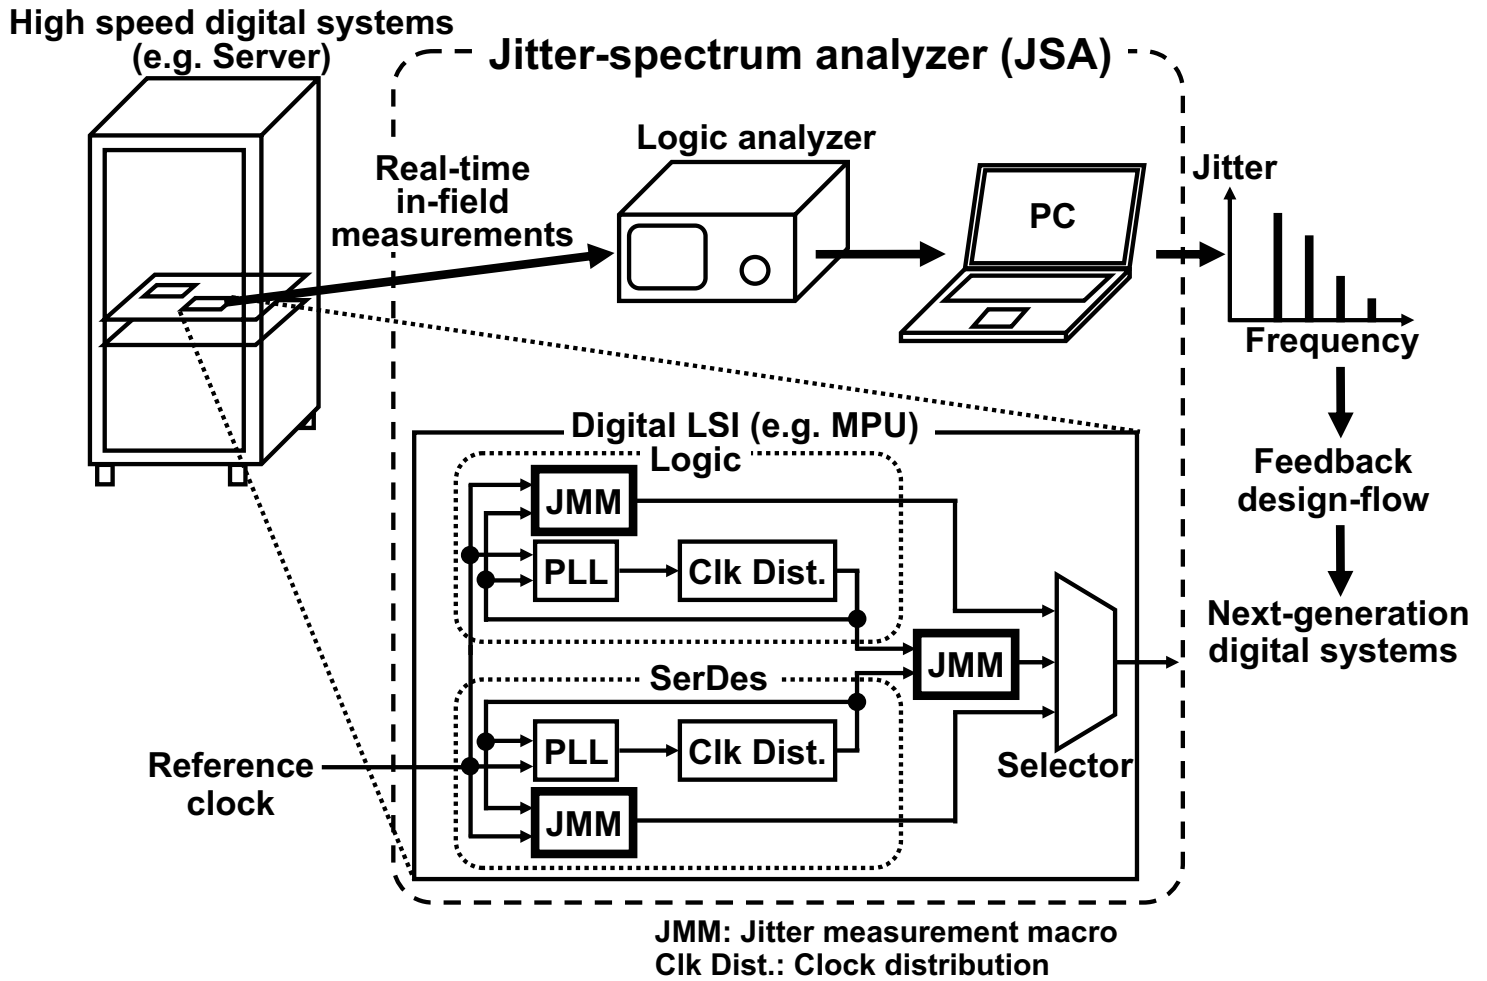 High speed digital systems
(e.g. Server)
Jitter-spectrum analyzer (JSA)
Logic analyzer
Real-time
in-field
measurements
PC
Jitter
Frequency
Feedback
design-flow
Next-generation
digital systems
Digital LSI (e.g. MPU)
Logic
JMM
PLL
Clk Dist.
JMM
SerDes
PLL
Clk Dist.
JMM
Selector
Reference
clock
JMM: Jitter measurement macro
Clk Dist.: Clock distribution